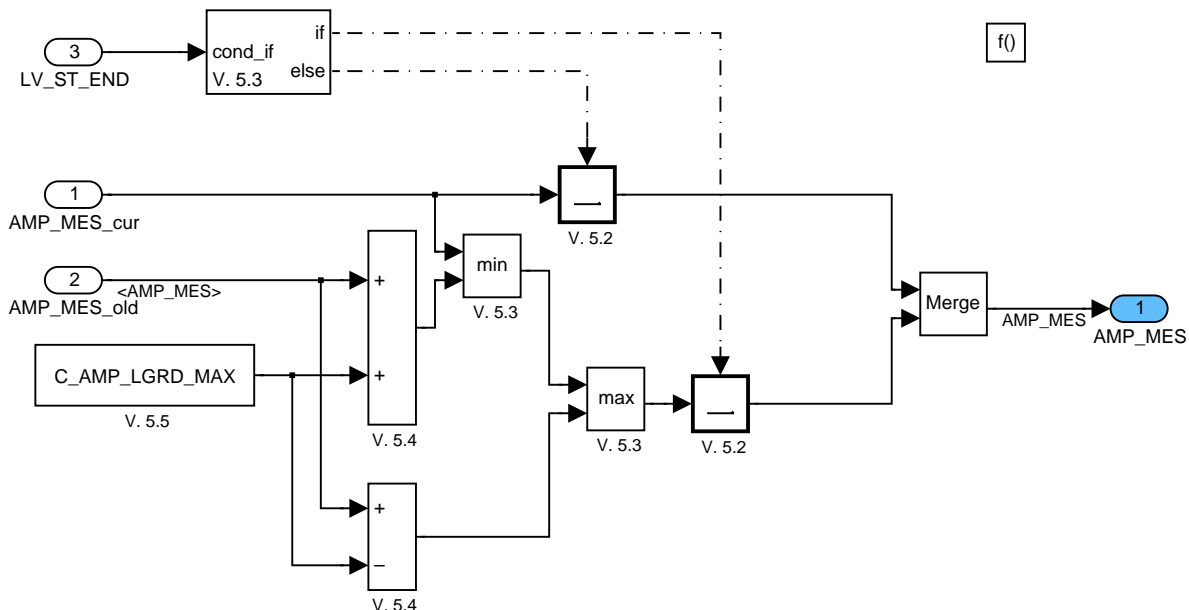 if
f()
3
cond_if
else
LV_ST_END
V. 5.3
1
AMP_MES_cur
V. 5.2
min
2
<AMP_MES>
AMP_MES_old
+
V. 5.3
Merge
1
AMP_MES
AMP_MES
C_AMP_LGRD_MAX
+
max
V. 5.5
V. 5.4
V. 5.3
V. 5.2
+
–
V. 5.4